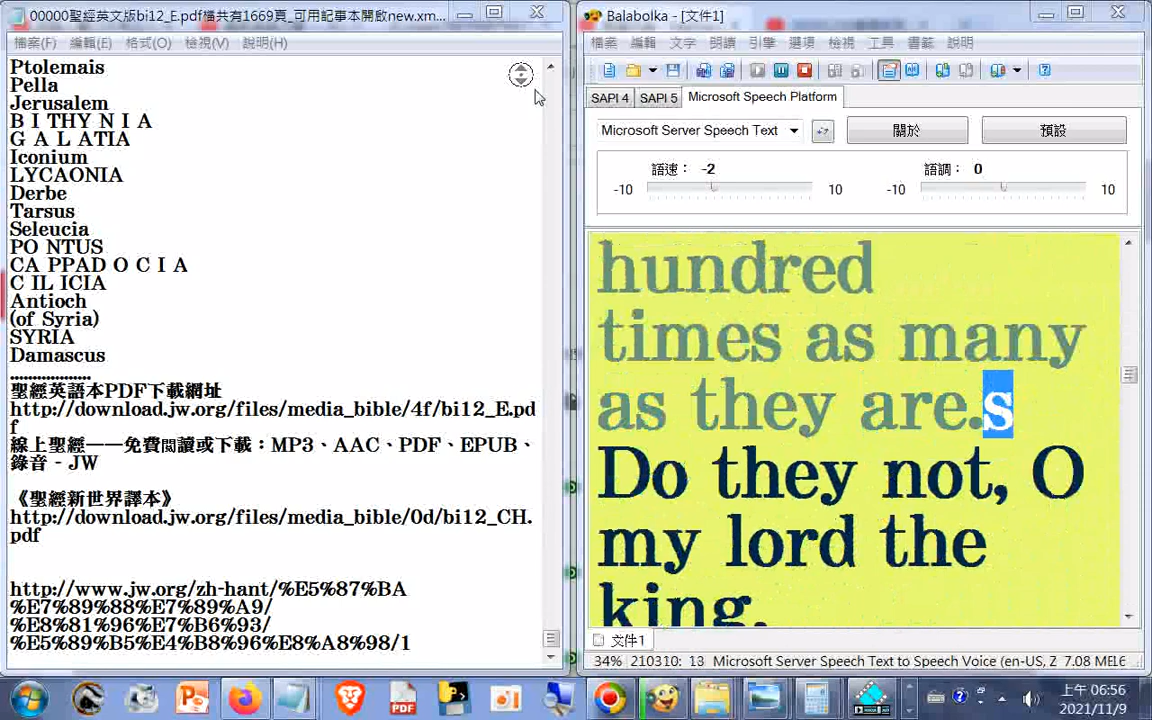 00000聖經英文版bi12_E.pdf檔共有1669頁_可用記事本開啟new.xm...
檔案(F) 編輯(E) 格式(O) 檢視(V) 說明(H)
Ptolemais
Pella
Jerusalem
B I THY N I A
G A L ATIA
Iconium
LYCAONIA
Derbe
Tarsus
Seleucia
PO NTUS
CA PPAD O C I A
C IL ICIA
Antioch
(of Syria)
SYRIA
Damascus
..................
聖經英語本PDF下載網址
http://download.jw.org/files/media_bible/4f/bi12_E.pd
f
線上聖經——免費閱讀或下載：MP3、AAC、PDF、EPUB、
錄音 - JW
《聖經新世界譯本》
http://download.jw.org/files/media_bible/0d/bi12_CH.
pdf
http://www.jw.org/zh-hant/%E5%87%BA
%E7%89%88%E7%89%A9/
%E8%81%96%E7%B6%93/
%E5%89%B5%E4%B8%96%E8%A8%98/1
Balabolka - [文件1]
檔案 編輯 文字 朗讀 引擎 選項 檢視 工具 書籤 說明
SAPI 4 SAPI 5 Microsoft Speech Platform
Microsoft Server Speech Text 關於 預設
語速： -2 語調： 0
-10 10 -10 10
hundred
times as many
as they are.s
Do they not, O
my lord the
king,
文件1
34% 210310: 13 Microsoft Server Speech Text to Speech Voice (en-US, Z 7.08 МЕЬ6
PDF
上午 06:56
2021/11/9